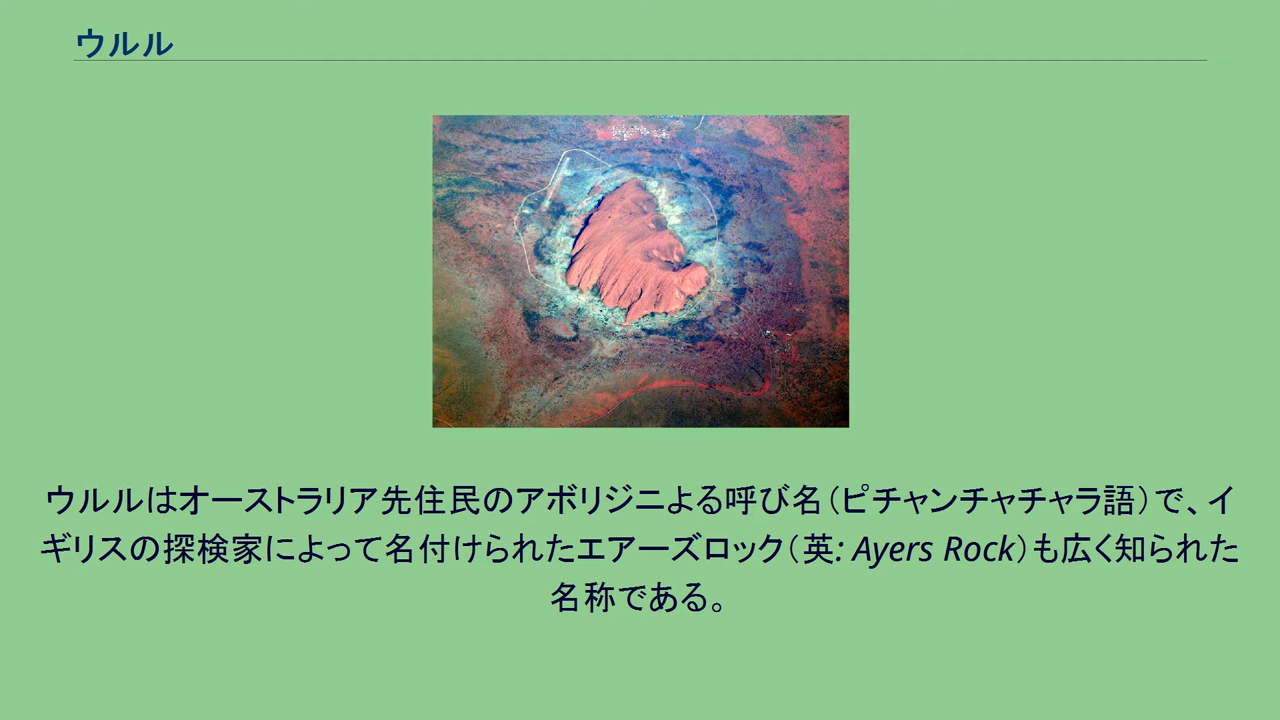 ウルル
ウルルはオーストラリア先住民のアボリジニよる呼び名（ピチャンチャチャラ語）で、イ
ギリスの探検家によって名付けられたエアーズロック（英: Ayers Rock）も広く知られた
名称である。